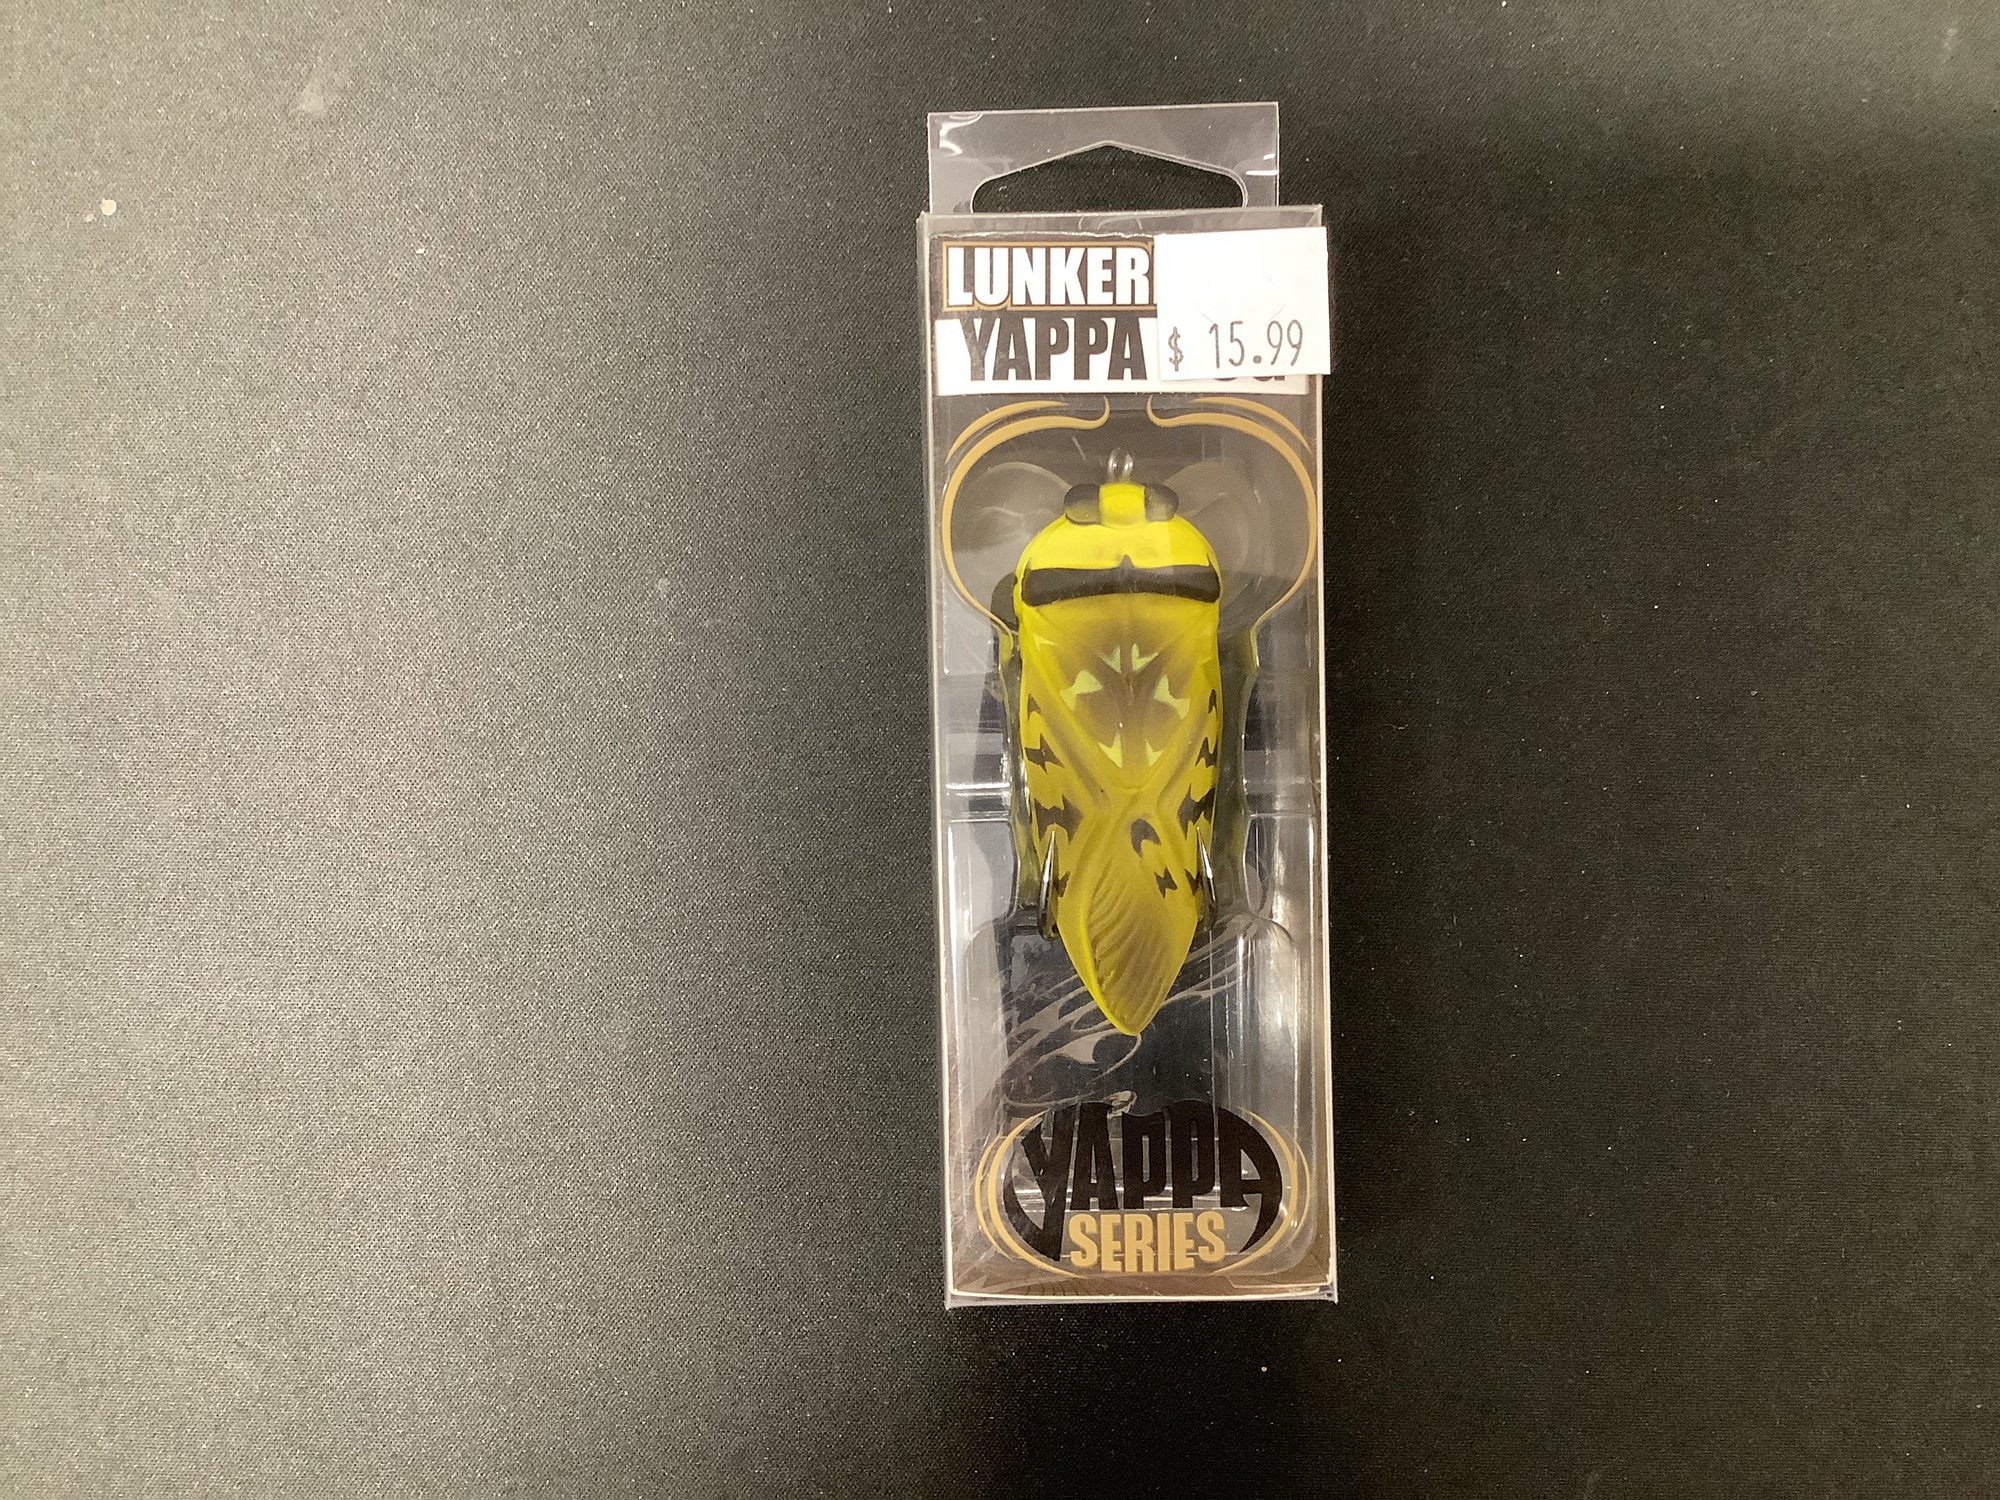 LUNKER
YAPPA
$ 15.99
YAPPA
SERIES